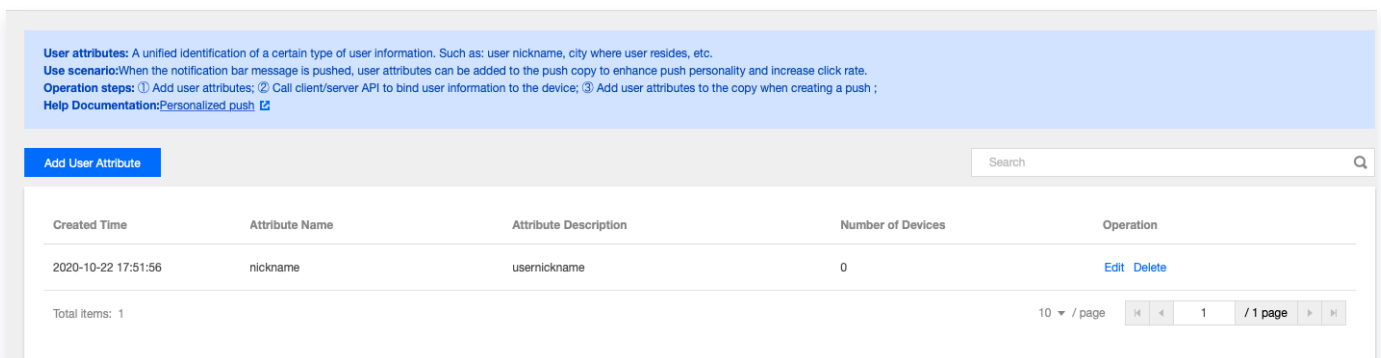 User attributes: A unified identification of a certain type of user information. Such as: user nickname, city where user resides, etc.
Use scenario:When the notification bar message is pushed, user attributes can be added to the push copy to enhance push personality and increase click rate.
Operation steps: ① Add user attributes; ② Call client/server API to bind user information to the device; ③ Add user attributes to the copy when creating a push ;
Help Documentation:Personalized push
Add User Attribute
Search
Created Time Attribute Name Attribute Description Number of Devices Operation
2020-10-22 17:51:56 nickname usernickname 0 Edit Delete
Total items: 1 10 / page 1 / 1 page